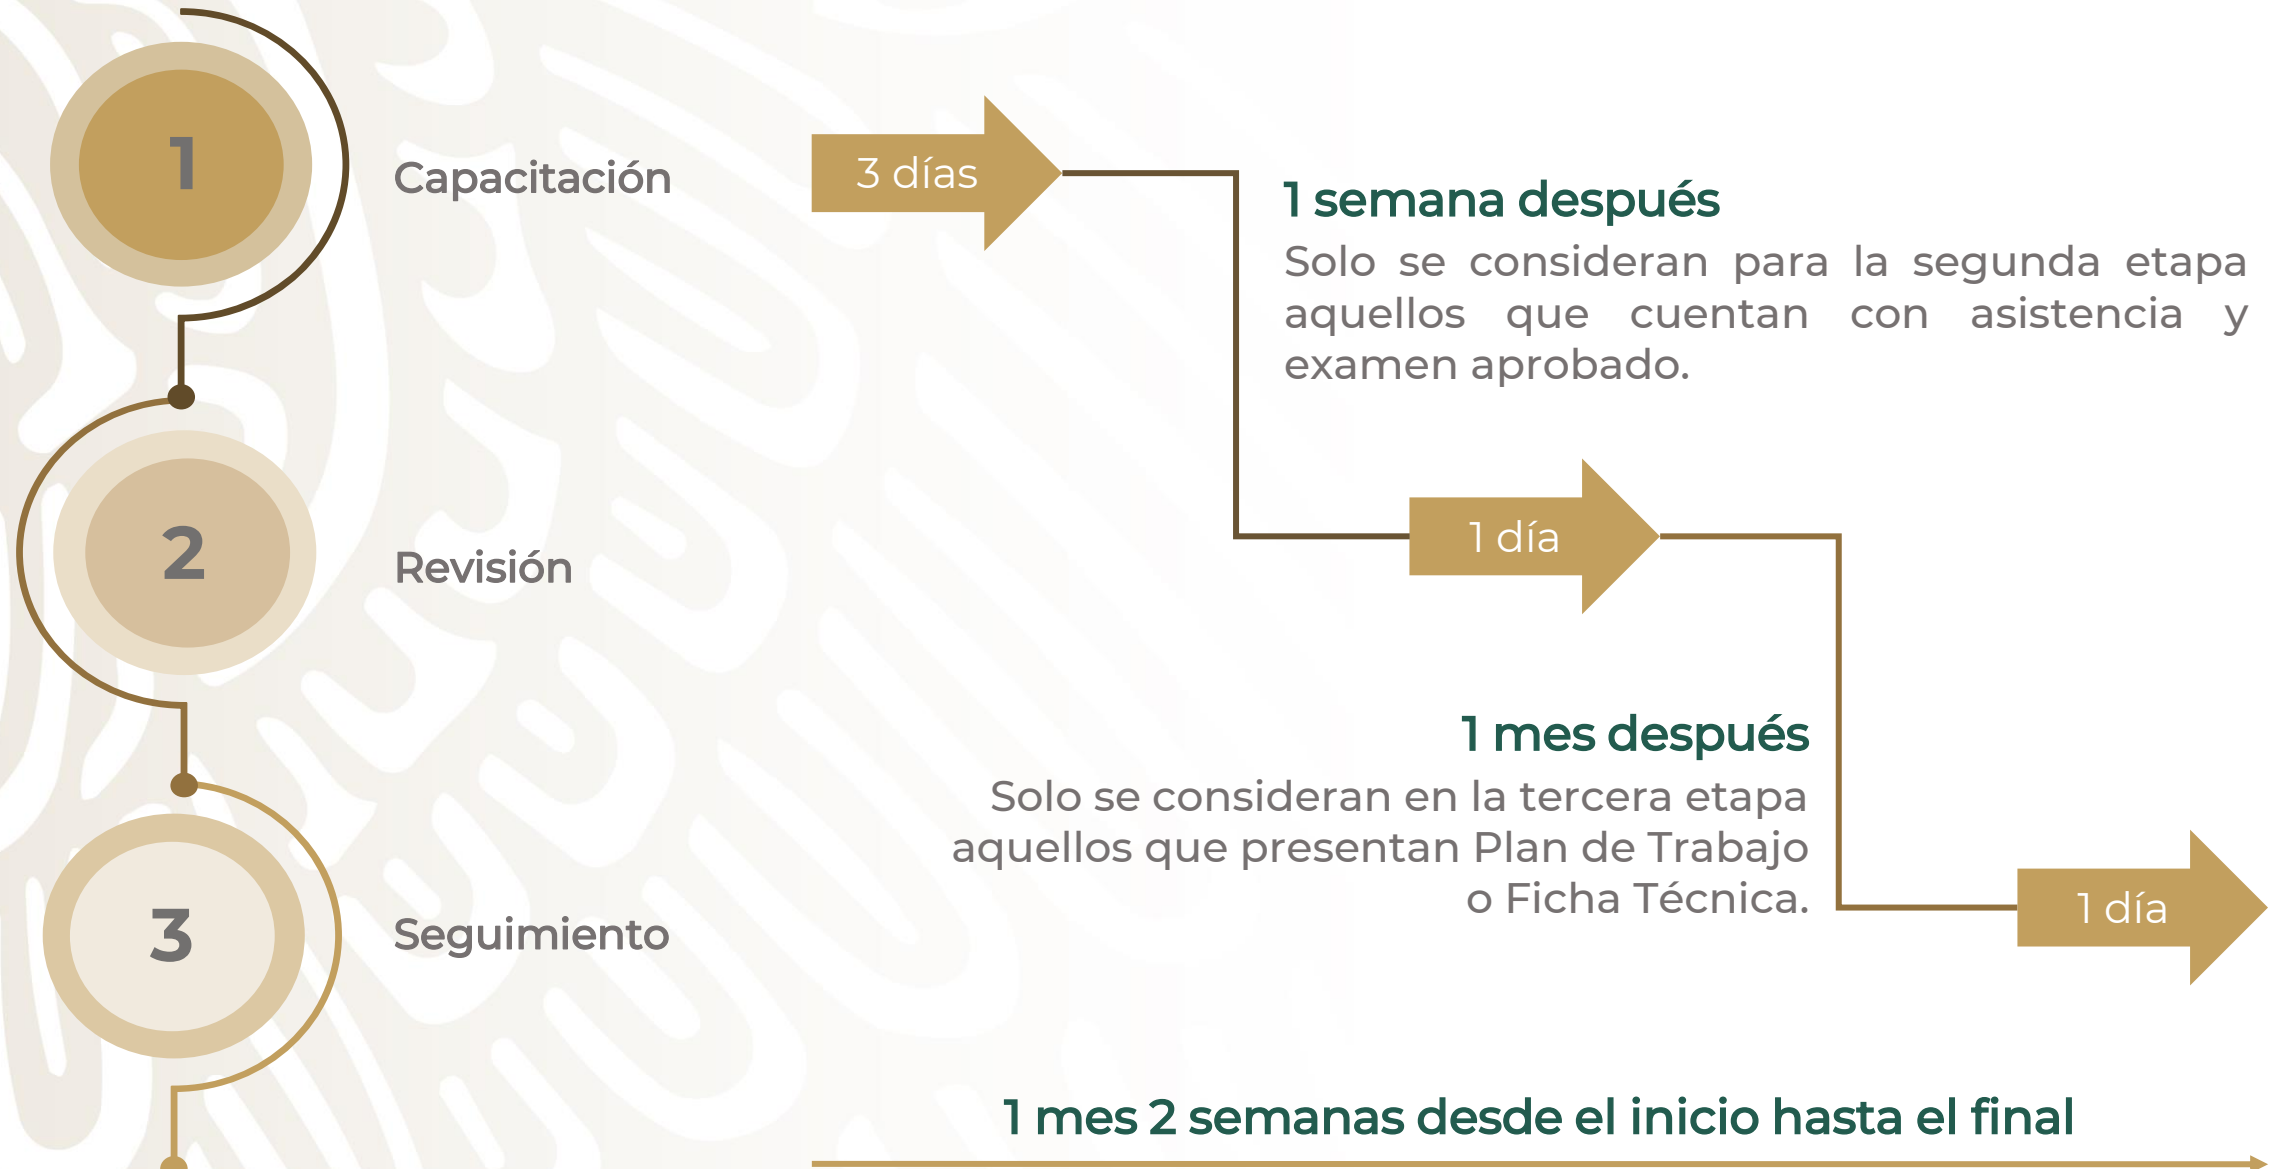 1
Capacitación
3 días
1 semana después
Solo se consideran para la segunda etapa
aquellos que cuentan con asistencia y
examen aprobado.
2
Revisión
1 día
1 mes después
Solo se consideran en la tercera etapa
aquellos que presentan Plan de Trabajo
o Ficha Técnica.
3
Seguimiento
1 día
1 mes 2 semanas desde el inicio hasta el final